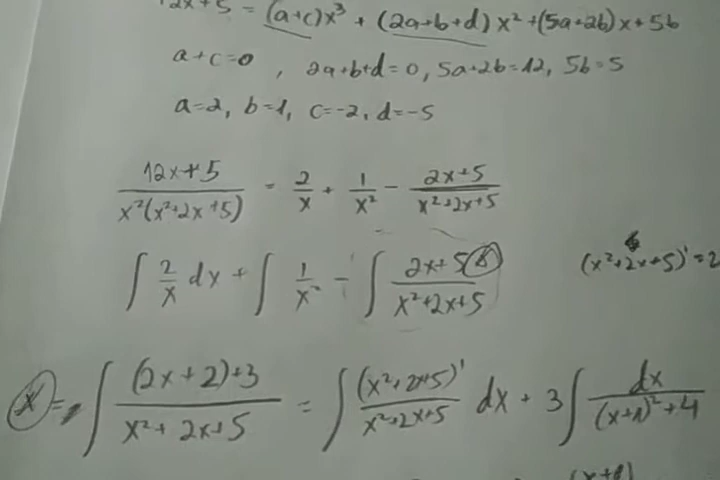 12x+5 = (a+c)x³ + (2a+b+d)x² + (5a+2b)x + 5b
a+c=0 , 2a+b+d=0, 5a+2b=12, 5b=5
a=2, b=1, c=-2, d=-5
12x+5 / x²(x²+2x+5) = 2/x + 1/x² - 2x+5 / x²+2x+5
∫ 2/x dx + ∫ 1/x² - ∫ 2x+5 / x²+2x+5 (x²+2x+5)' = 2
= ∫ (2x+2)+3 / x²+2x+5 = ∫ (x²+2x+5)' / x²+2x+5 dx + 3 ∫ dx / (x+1)²+4
(x+1)